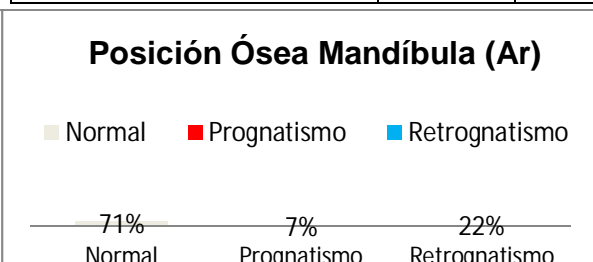 Posición Ósea Mandíbula (Ar)
Normal Prognatismo Retrognatismo
71% 7% 22%
Normal Prognatismo Retrognatismo